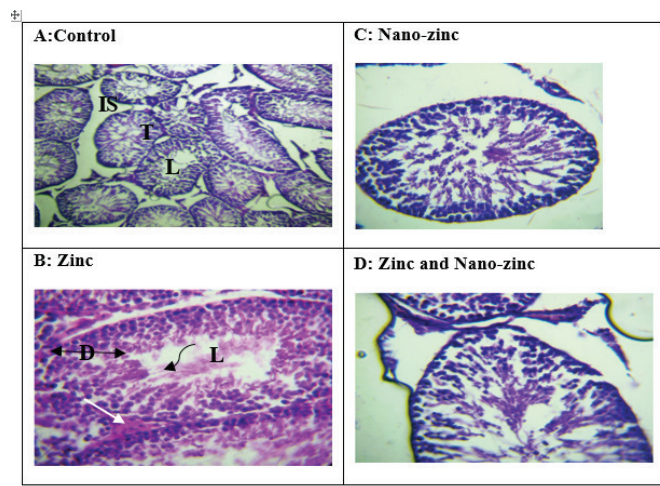 A:Control
IS
T
L
B: Zinc
D
L
C: Nano-zinc
D: Zinc and Nano-zinc